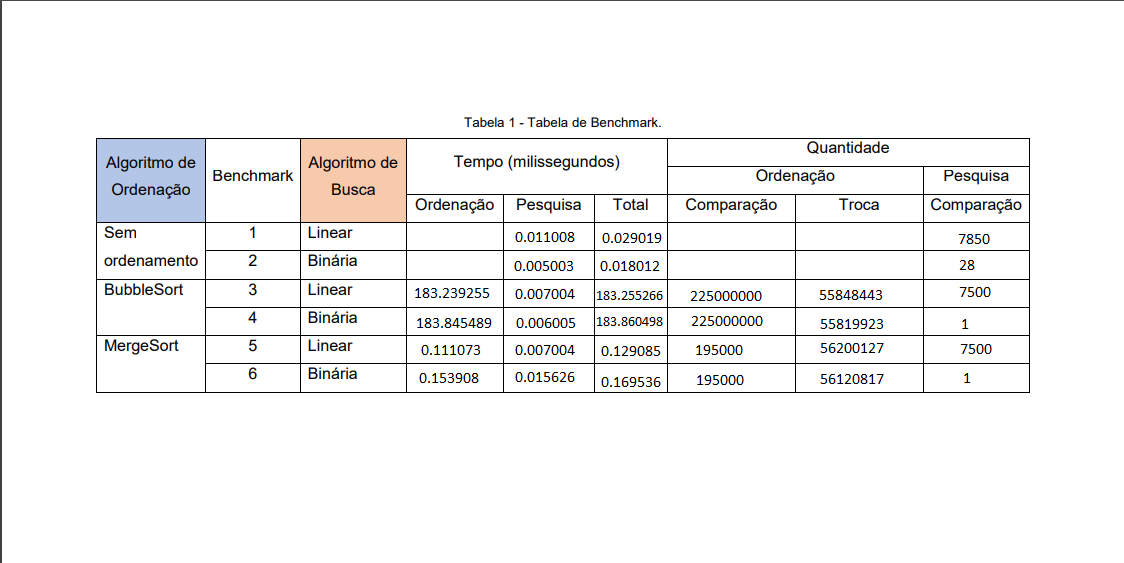 Tabela 1 - Tabela de Benchmark.
Algoritmo de Ordenação Benchmark Algoritmo de Busca Tempo (milissegundos) Quantidade
Ordenação Pesquisa
Ordenação Pesquisa Total Comparação Troca Comparação
Sem ordenamento 1 Linear 0.011008 0.029019 7850
2 Binária 0.005003 0.018012 28
BubbleSort 3 Linear 183.239255 0.007004 183.255266 225000000 55848443 7500
4 Binária 183.845489 0.006005 183.860498 225000000 55819923 1
MergeSort 5 Linear 0.111073 0.007004 0.129085 195000 56200127 7500
6 Binária 0.153908 0.015626 0.169536 195000 56120817 1